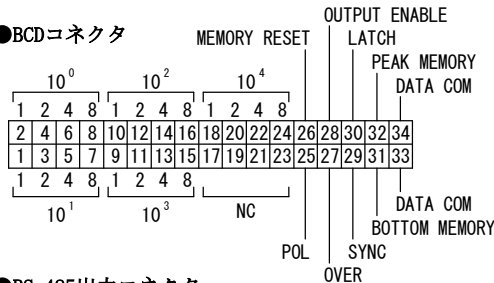 OUTPUT ENABLE
●BCDコネクタ MEMORY RESET LATCH
PEAK MEMORY
10⁰ 10² 10⁴ DATA COM
1 2 4 8 1 2 4 8 1 2 4 8
2 4 6 8 10 12 14 16 18 20 22 24 26 28 30 32 34
1 3 5 7 9 11 13 15 17 19 21 23 25 27 29 31 33
1 2 4 8 1 2 4 8
10¹ 10³ NC DATA COM
BOTTOM MEMORY
POL SYNC
OVER
●RS-485出力コネクタ